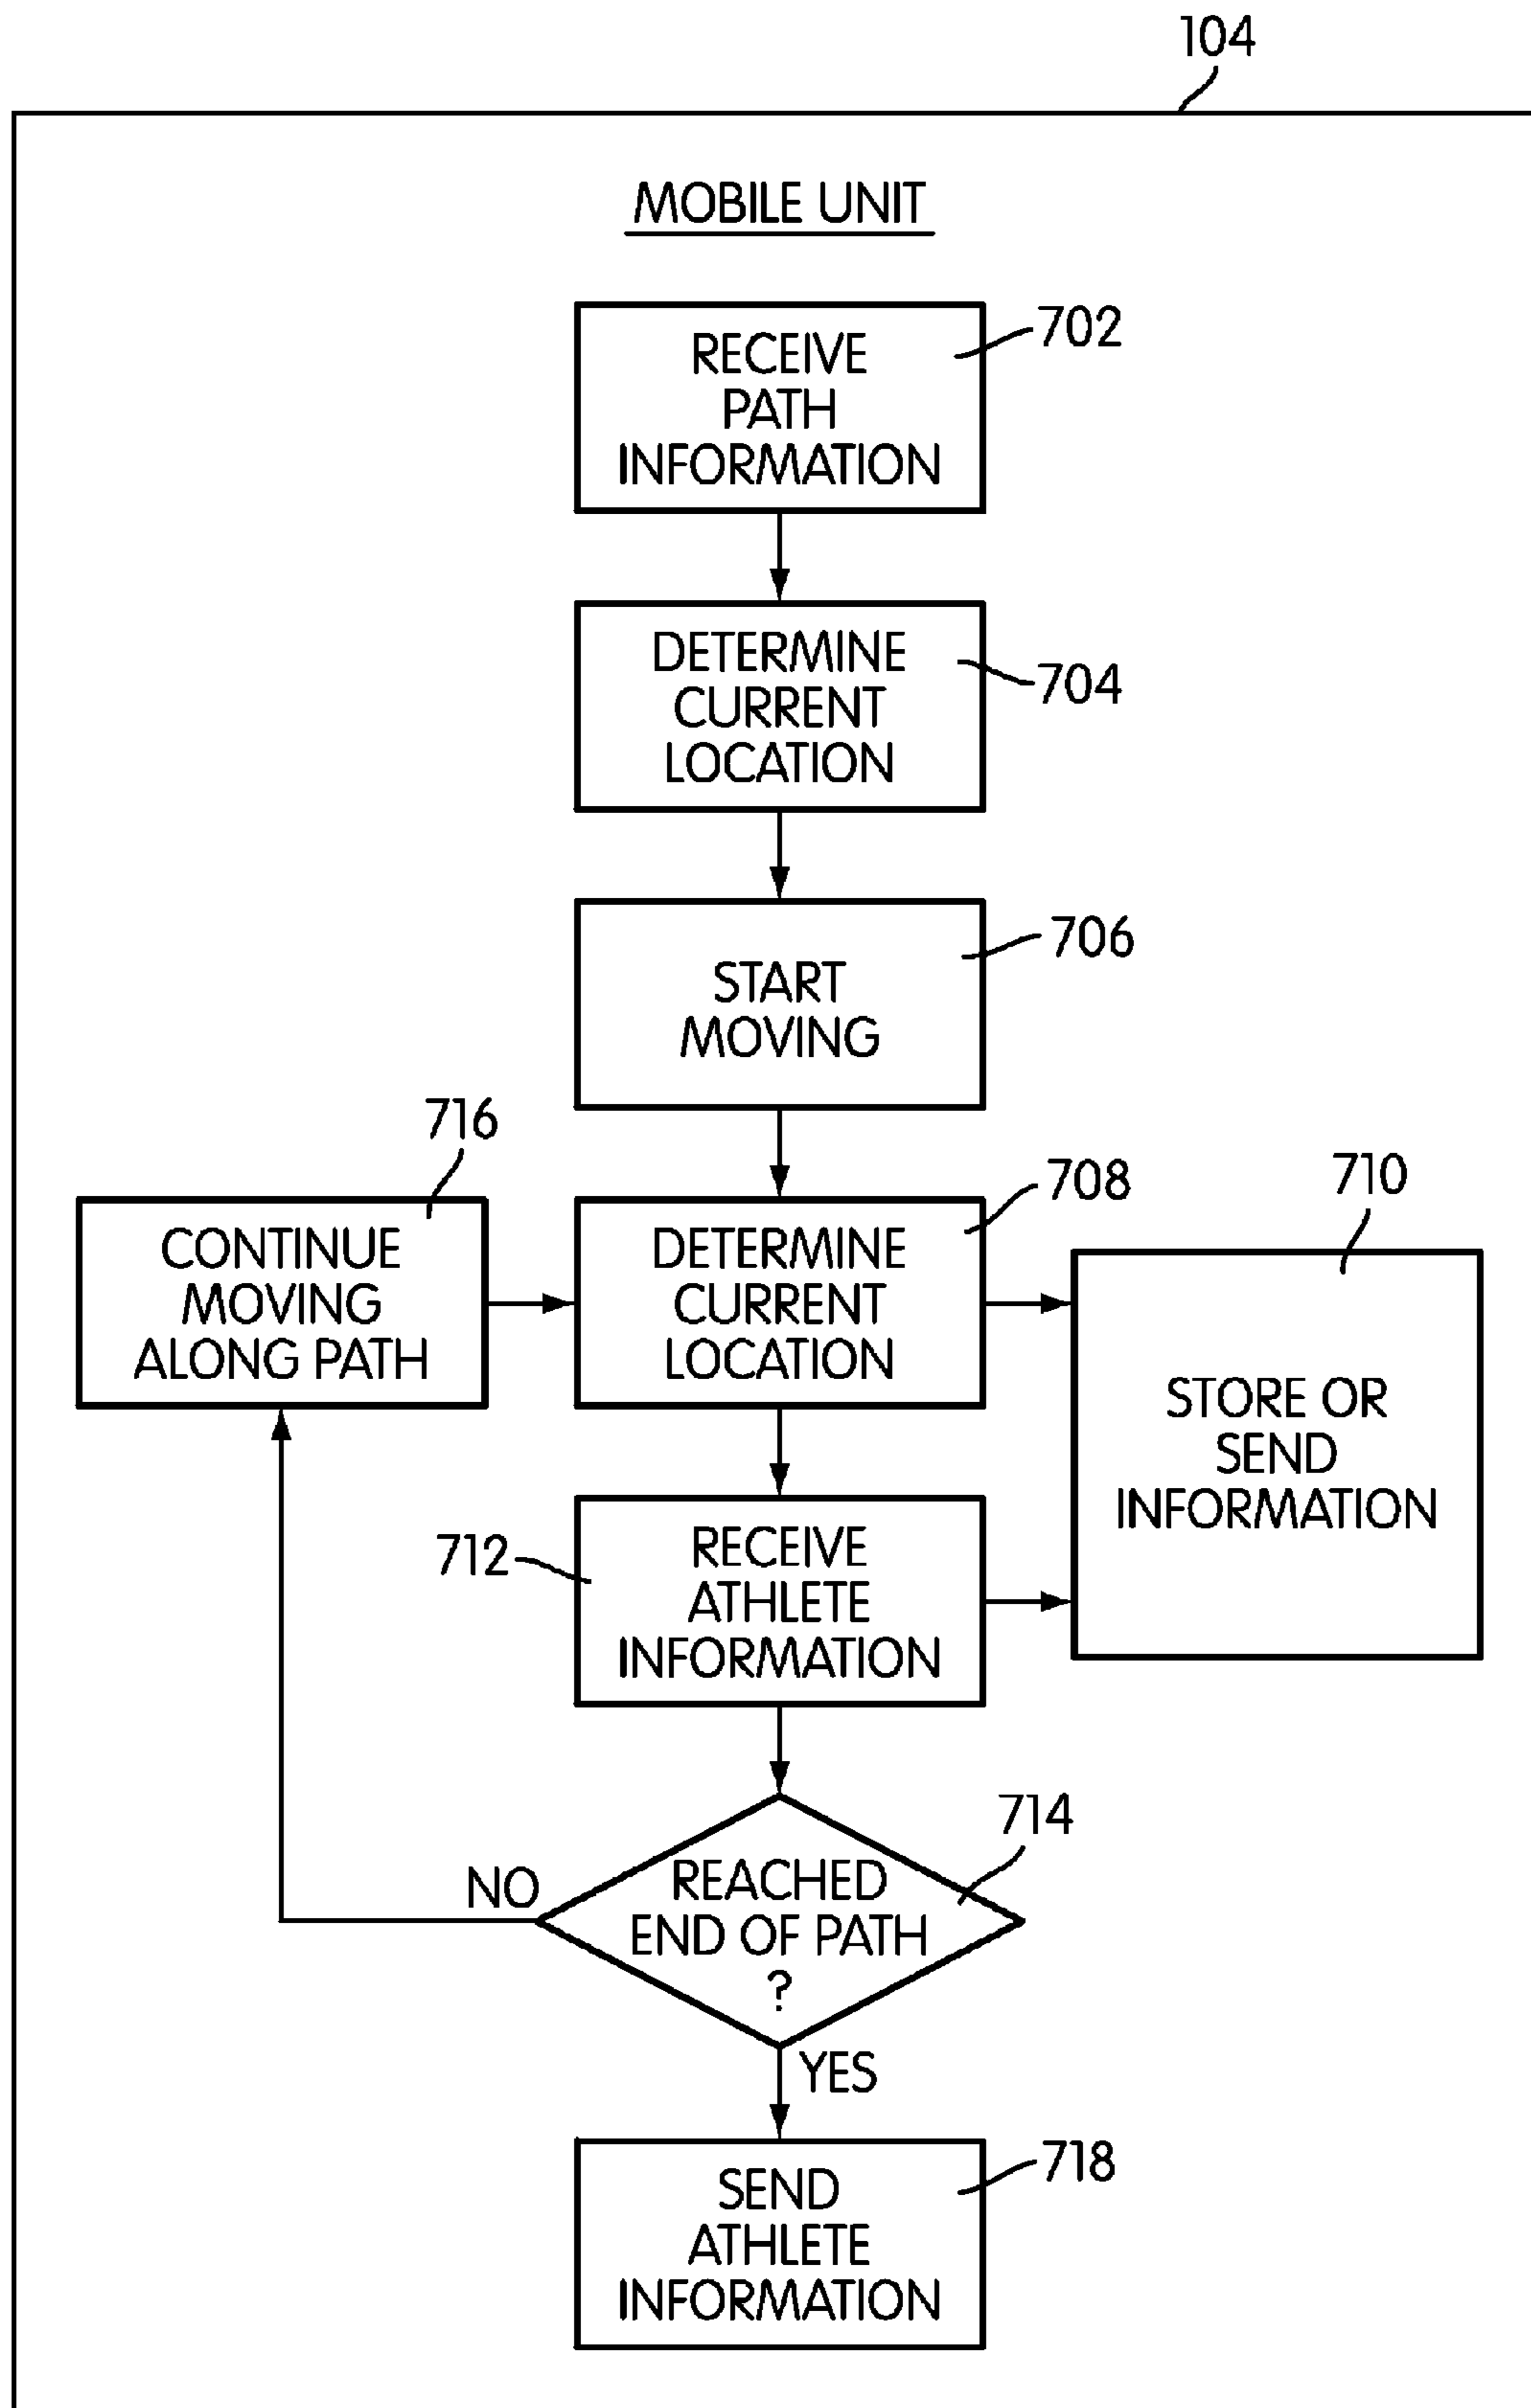 104
MOBILE UNIT
702
RECEIVE
PATH
INFORMATION
704
DETERMINE
CURRENT
LOCATION
706
START
MOVING
716
CONTINUE
MOVING
ALONG PATH
708
DETERMINE
CURRENT
LOCATION
710
STORE OR
SEND
INFORMATION
712
RECEIVE
ATHLETE
INFORMATION
714
REACHED
END OF PATH
?
NO
YES
718
SEND
ATHLETE
INFORMATION